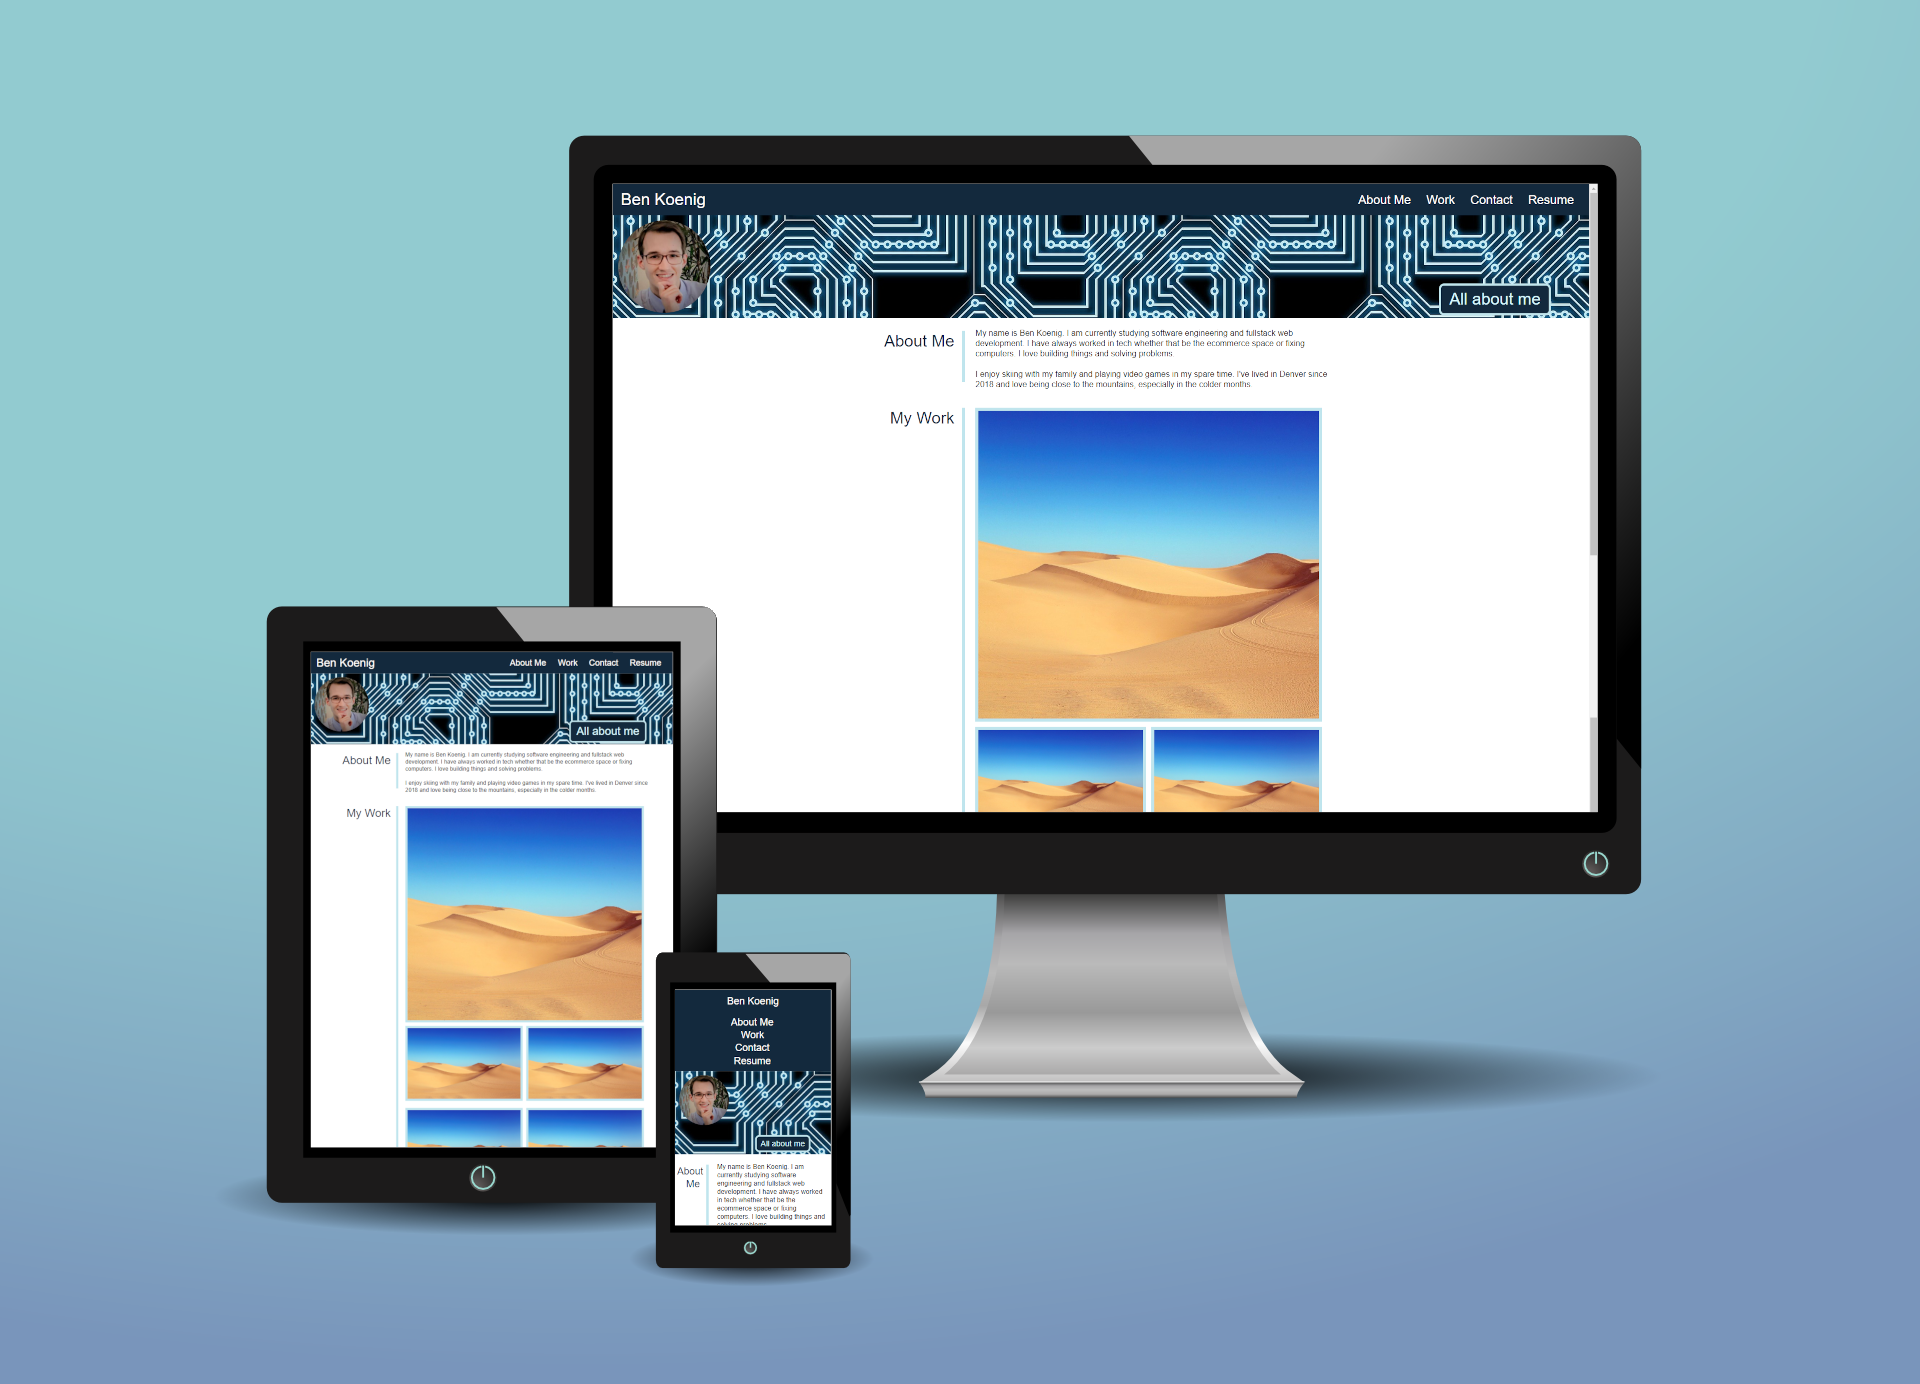 Ben Koenig
About Me Work Contact Resume
All about me
About Me
My name is Ben Koenig. I am currently studying software engineering and fullstack web
development. I have always worked in tech whether that be the ecommerce space or fixing
computers. I love building things and solving problems.
I enjoy skiing with my family and playing video games in my spare time. I've lived in Denver since
2018 and love being close to the mountains, especially in the colder months.
My Work
Ben Koenig
About Me Work Contact Resume
All about me
About Me
My name is Ben Koenig. I am currently studying software engineering and fullstack web
development. I have always worked in tech whether that be the ecommerce space or fixing
computers. I love building things and solving problems.
I enjoy skiing with my family and playing video games in my spare time. I've lived in Denver since
2018 and love being close to the mountains, especially in the colder months.
My Work
Ben Koenig
About Me
Work
Contact
Resume
All about me
About
Me
My name is Ben Koenig. I am
currently studying software
engineering and fullstack web
development. I have always worked
in tech whether that be the
ecommerce space or fixing
computers. I love building things and
solving problems.